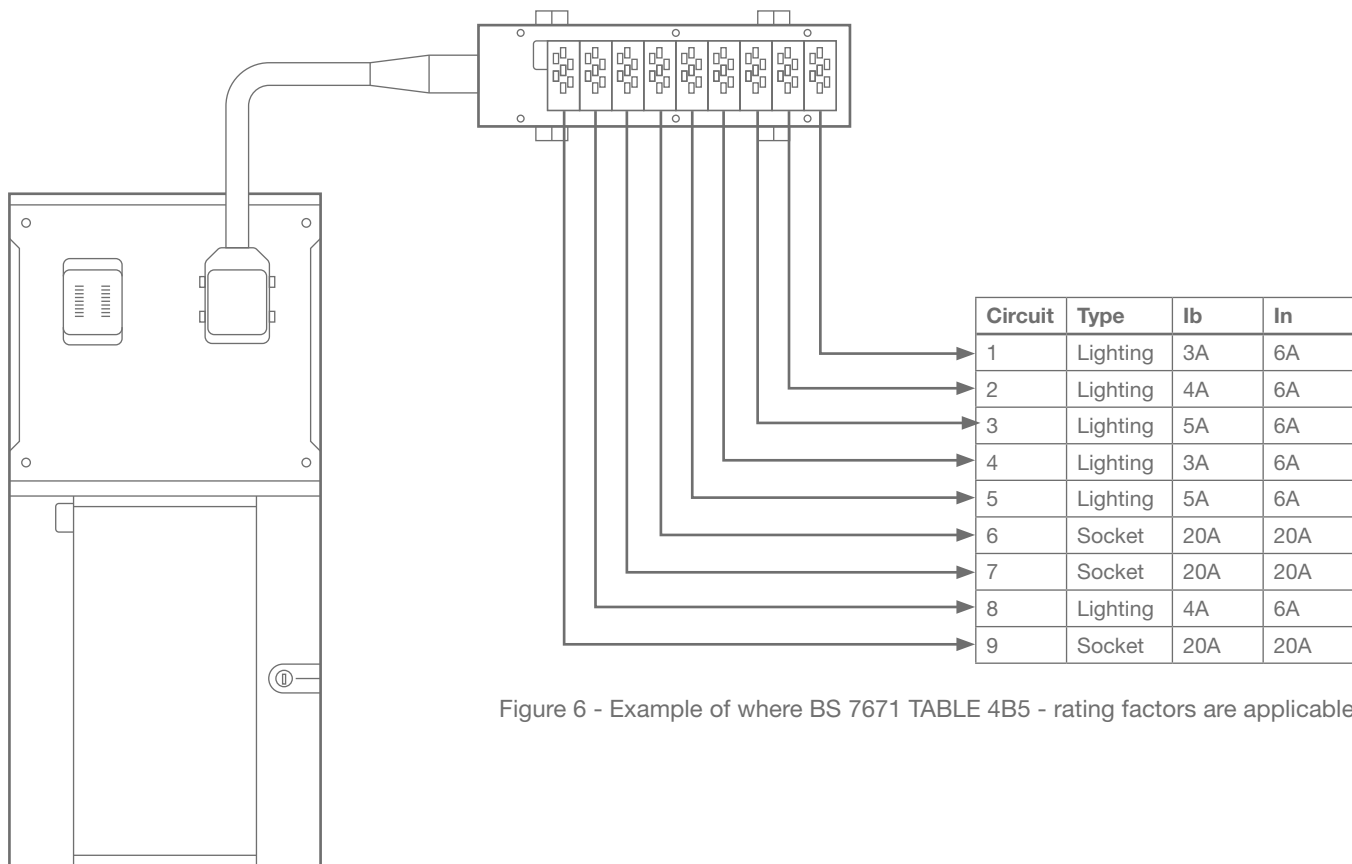 Circuit Type Ib In
1 Lighting 3A 6A
2 Lighting 4A 6A
3 Lighting 5A 6A
4 Lighting 3A 6A
5 Lighting 5A 6A
6 Socket 20A 20A
7 Socket 20A 20A
8 Lighting 4A 6A
9 Socket 20A 20A
Figure 6 - Example of where BS 7671 TABLE 4B5 - rating factors are applicable